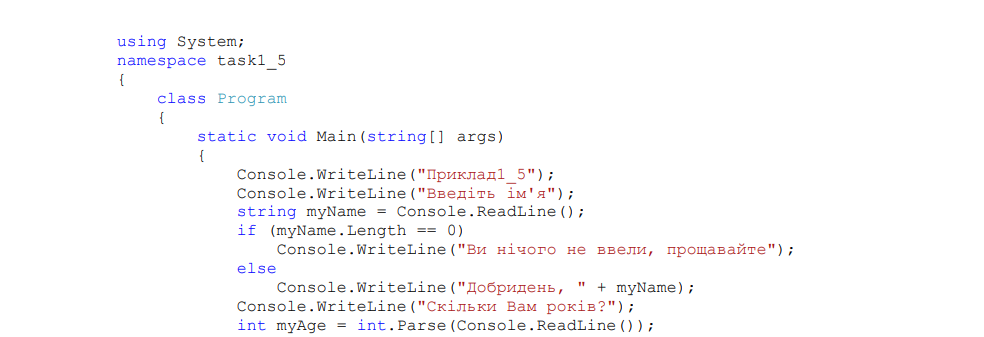 using System;
namespace task1_5
{
class Program
{
static void Main(string[] args)
{
Console.WriteLine("Приклад1_5");
Console.WriteLine("Введіть ім'я");
string myName = Console.ReadLine();
if (myName.Length == 0)
Console.WriteLine("Ви нічого не ввели, прощавайте");
else
Console.WriteLine("Добридень, " + myName);
Console.WriteLine("Скільки Вам років?");
int myAge = int.Parse(Console.ReadLine());